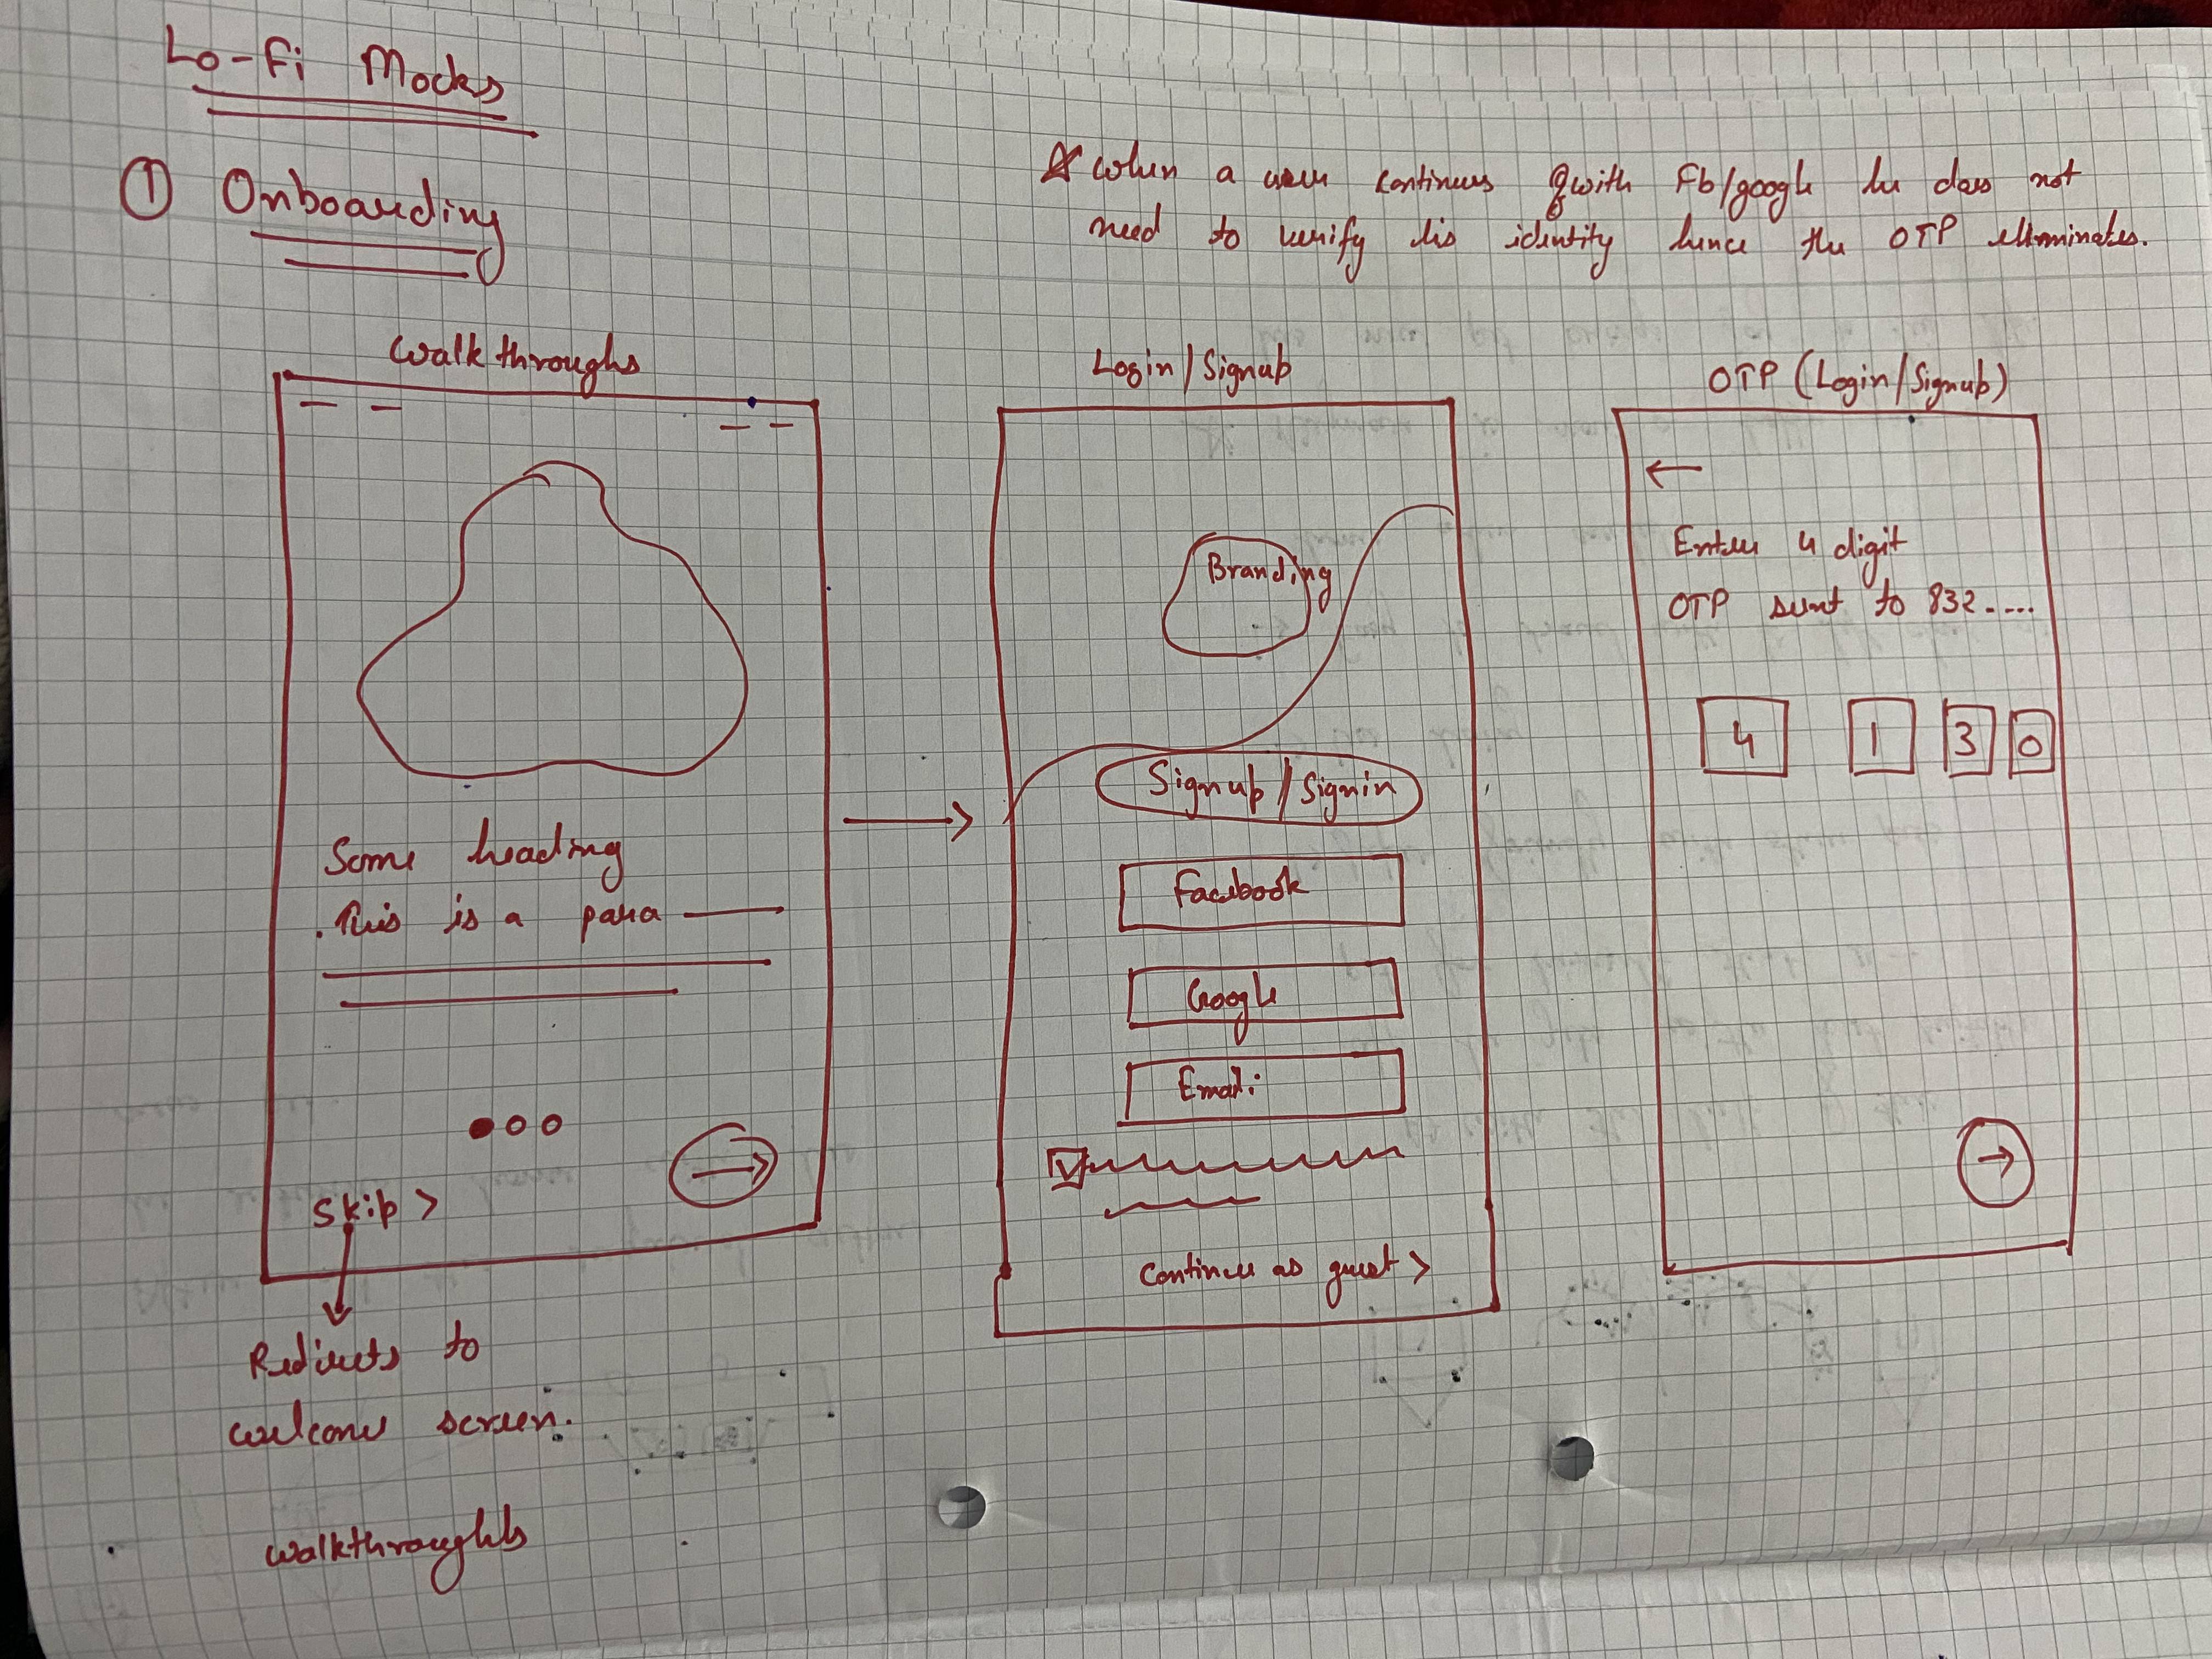 Lo-Fi Mocks
① Onboarding
☆ When a user continues with Fb/google he does not
need to verify his identity hence the OTP elliminates.
Walkthroughs
Some heading
. This is a para
Skip >
Redirects to
welcome screen.
walkthroughts
Login/Signup
Branding
Signup/Signin
Facebook
Google
Email:
Continue as guest >
OTP (Login/Signup)
←
Enter 4 digit
OTP sent to 832-...
4 1 3 0